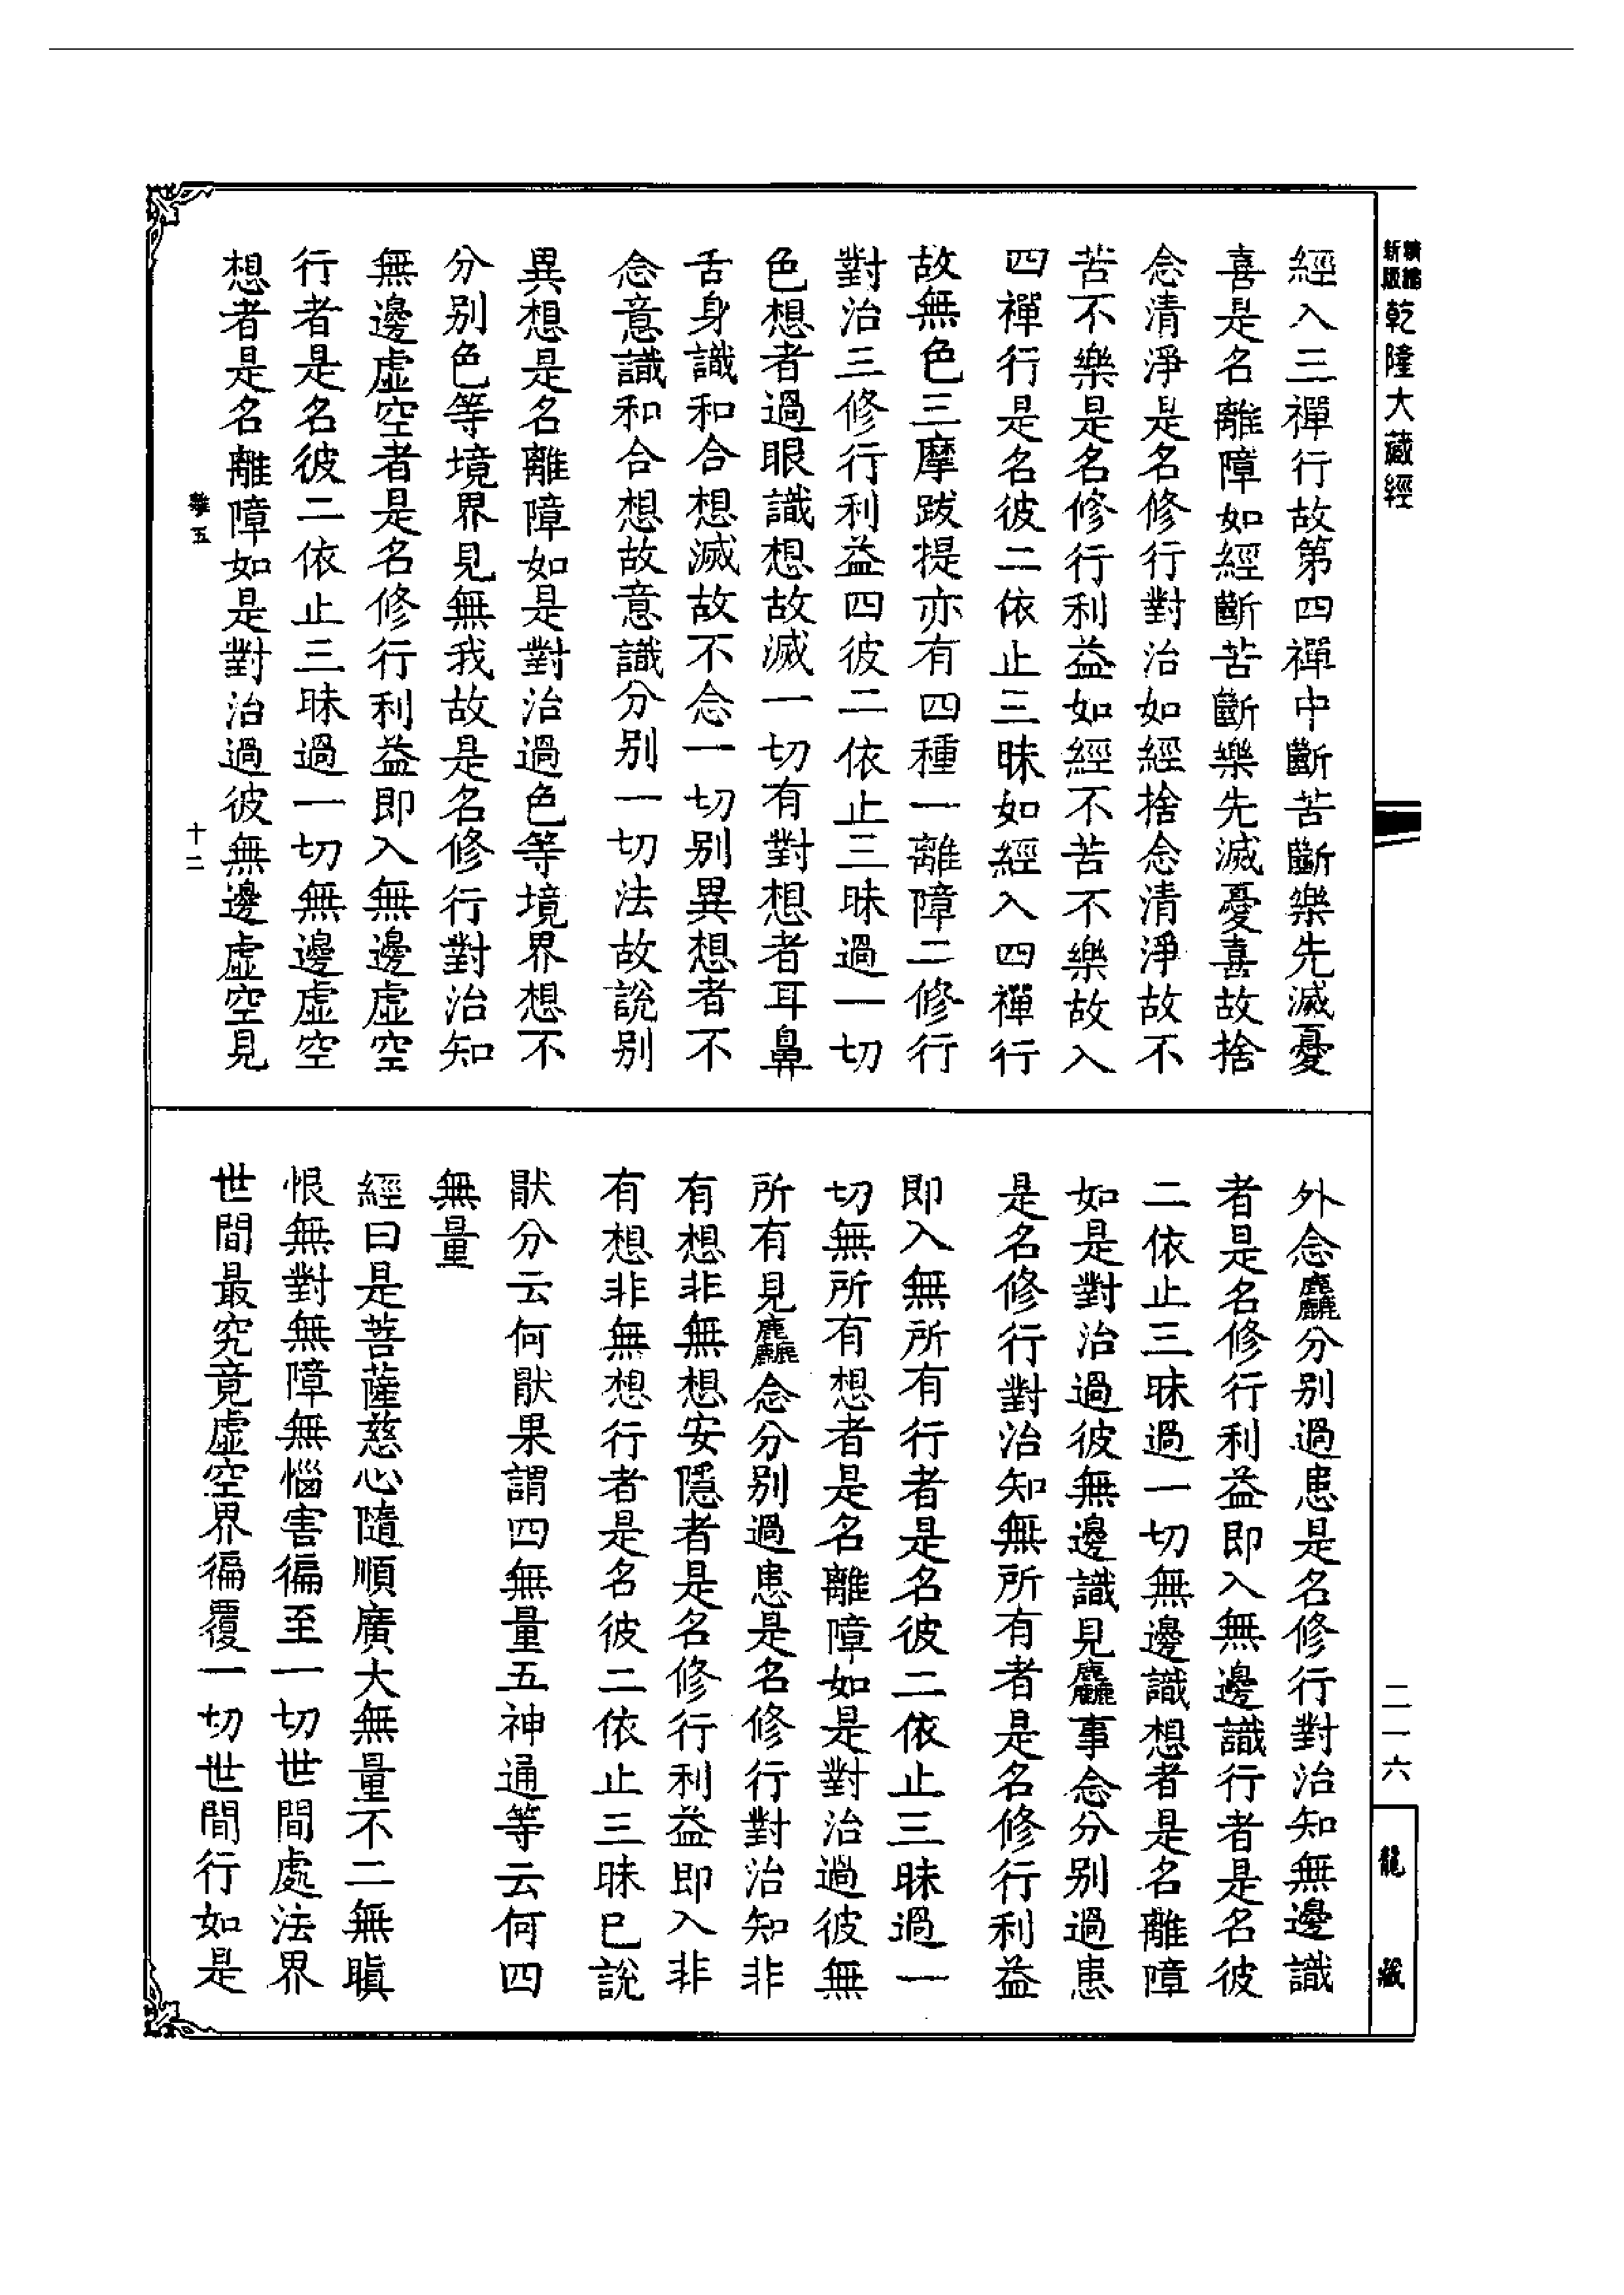 精縮新版乾隆大藏經
經入三禪行故第四禪中斷苦斷樂先滅憂
喜是名離障如經斷苦斷樂先滅憂喜故捨
念清淨是名修行對治如經捨念清淨故不
苦不樂是名修行利益如經不苦不樂故入
四禪行是名彼二依止三昧如經入四禪行
故無色三摩跋提亦有四種一離障二修行
對治三修行利益四彼二依止三昧過一切
色想者過眼識想故滅一切有對想者耳鼻
舌身識和合想滅故不念一切別異想者不
念意識和合想故意識分別一切法故說別
異想是名離障如是對治過色等境界想不
分別色等境界見無我故是名修行對治知
無邊虛空者是名修行利益即入無邊虛空
行者是名彼二依止三昧過一切無邊虛空
想者是名離障如是對治過彼無邊虛空見
五
十二
外念麤分別過患是名修行對治知無邊識
者是名修行利益即入無邊識行者是名彼
二依止三昧過一切無邊識想者是名離障
如是對治過彼無邊識見麤事念分別過患
是名修行對治知無所有者是名修行利益
即入無所有行者是名彼二依止三昧過一
切無所有想者是名離障如是對治過彼無
所有見麤念分別過患是名修行對治知非
有想非無想安隱者是名修行利益即入非
有想非無想行者是名彼二依止三昧已說
猒分云何猒果謂四無量五神通等云何四
無量
經曰是菩薩慈心隨順廣大無量不二無瞋
恨無對無障無惱害徧至一切世間處法界
世間最究竟虛空界徧覆一切世間行如是
二一六
龍藏